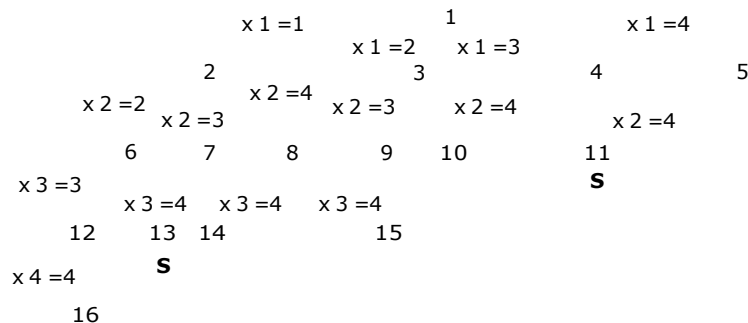 1
x 1 =1 x 1 =4
x 1 =2 x 1 =3
2 3 4 5
x 2 =2 x 2 =3 x 2 =4 x 2 =3 x 2 =4 x 2 =4
6 7 8 9 10 11
S
x 3 =3
x 3 =4 x 3 =4 x 3 =4
12 13 14 15
S
x 4 =4
16